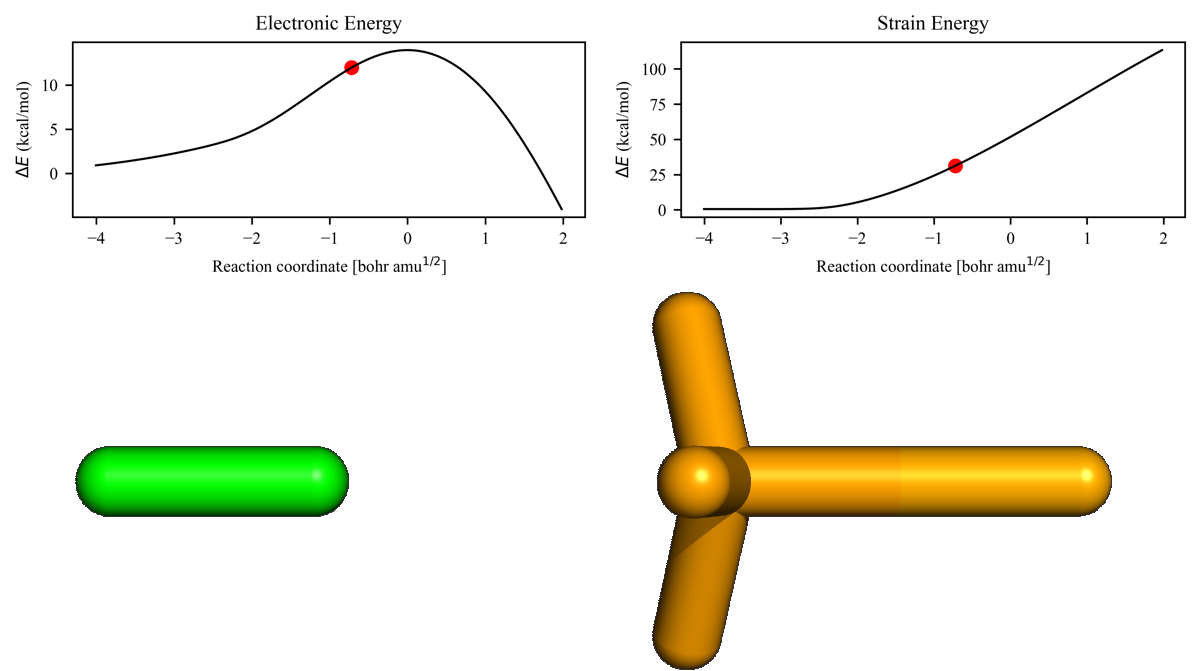 Electronic Energy
ΔE (kcal/mol)
10
5
0
−4 −3 −2 −1 0 1 2
Reaction coordinate [bohr amu^1/2]
Strain Energy
ΔE (kcal/mol)
100
75
50
25
0
−4 −3 −2 −1 0 1 2
Reaction coordinate [bohr amu^1/2]